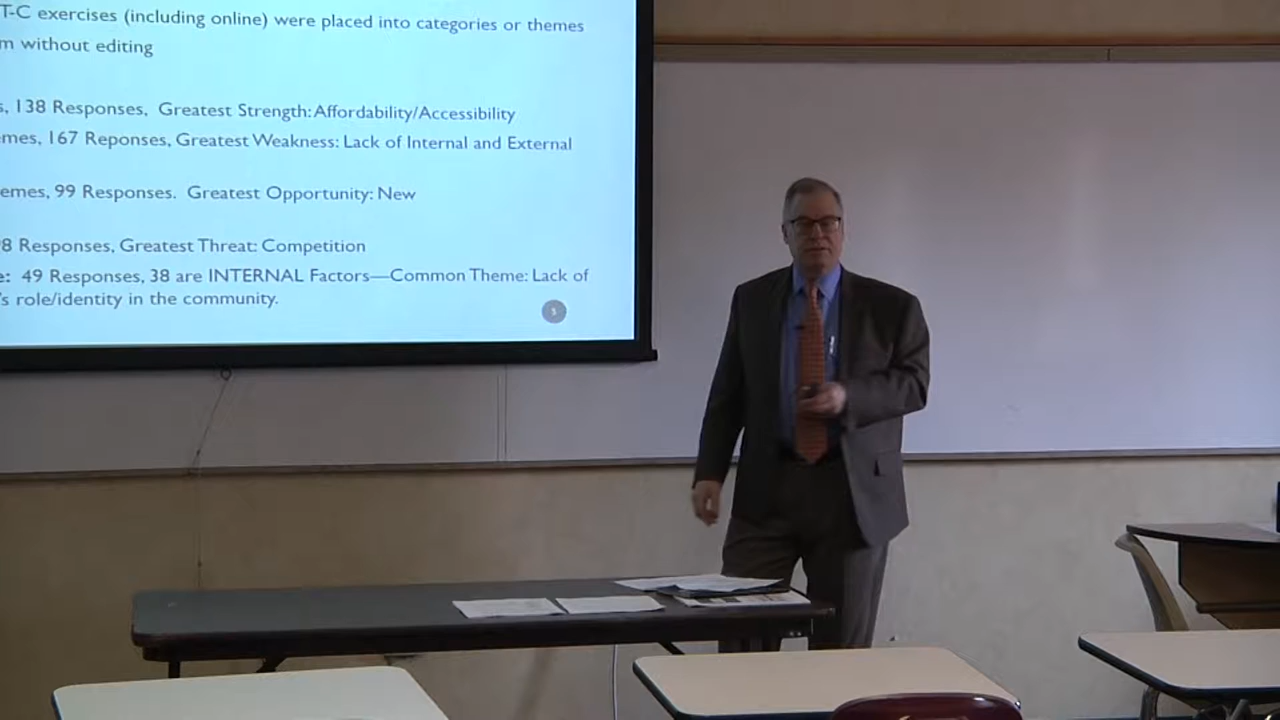 T-C exercises (including online) were placed into categories or themes
m without editing
s, 138 Responses, Greatest Strength: Affordability/Accessibility
mes, 167 Reponses, Greatest Weakness: Lack of Internal and External
emes, 99 Responses. Greatest Opportunity: New
8 Responses, Greatest Threat: Competition
e: 49 Responses, 38 are INTERNAL Factors—Common Theme: Lack of
's role/identity in the community.
5